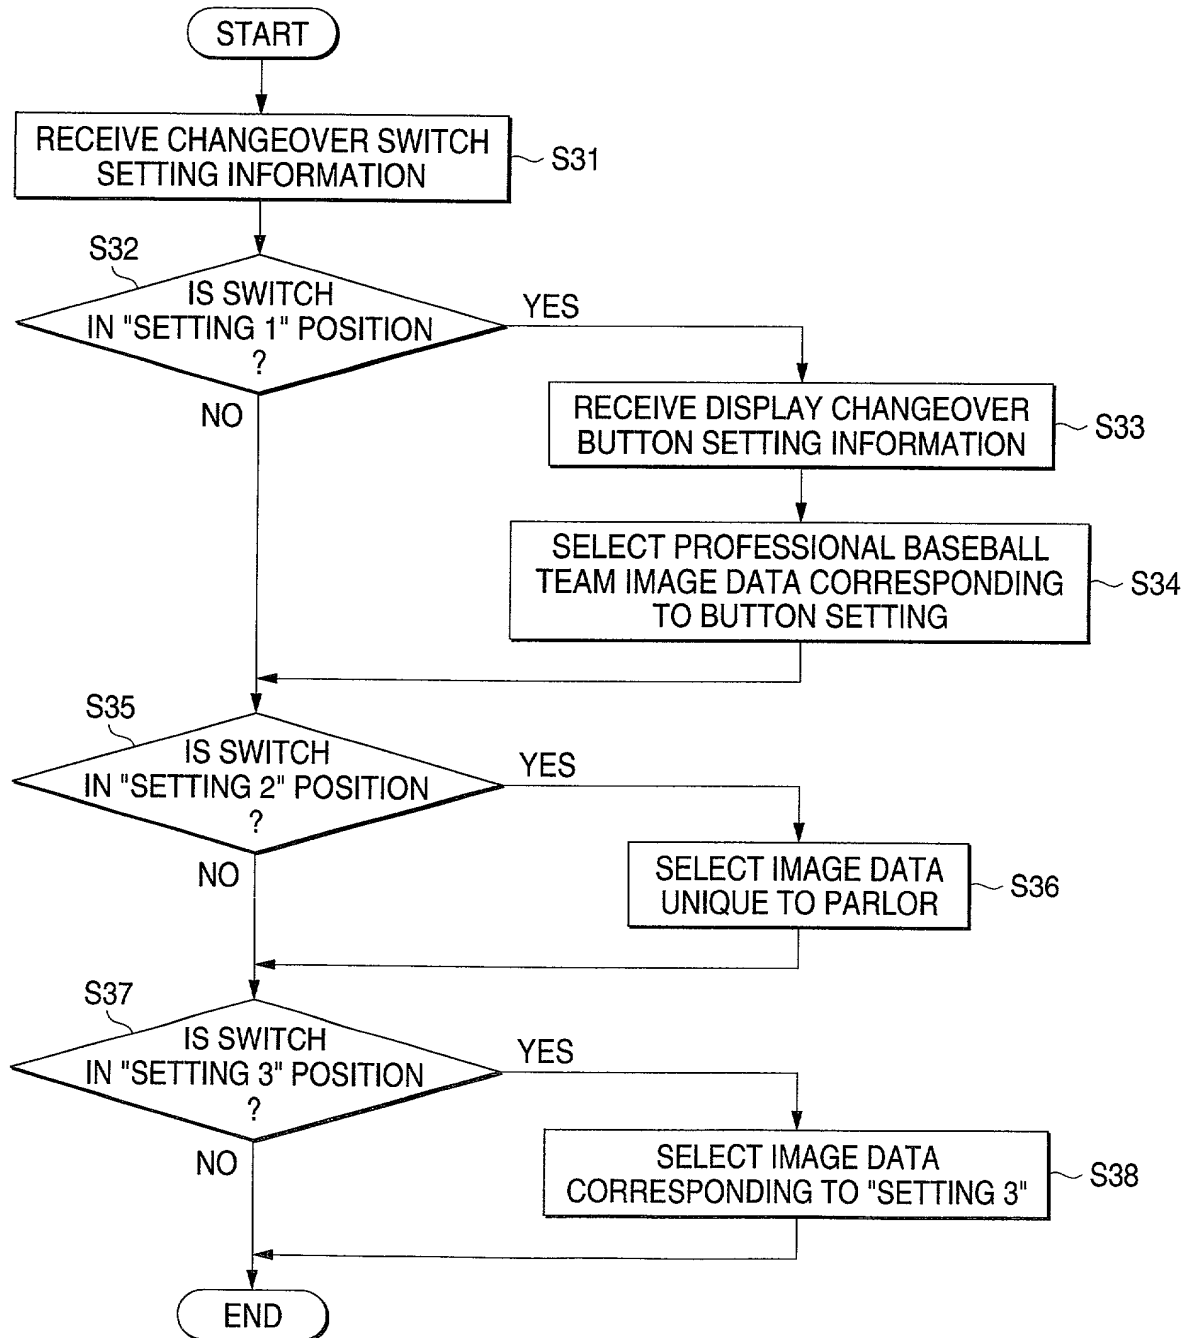 START
RECEIVE CHANGEOVER SWITCH
SETTING INFORMATION
S31
S32
IS SWITCH
IN "SETTING 1" POSITION
?
YES
NO
RECEIVE DISPLAY CHANGEOVER
BUTTON SETTING INFORMATION
S33
SELECT PROFESSIONAL BASEBALL
TEAM IMAGE DATA CORRESPONDING
TO BUTTON SETTING
S34
S35
IS SWITCH
IN "SETTING 2" POSITION
?
YES
NO
SELECT IMAGE DATA
UNIQUE TO PARLOR
S36
S37
IS SWITCH
IN "SETTING 3" POSITION
?
YES
NO
SELECT IMAGE DATA
CORRESPONDING TO "SETTING 3"
S38
END